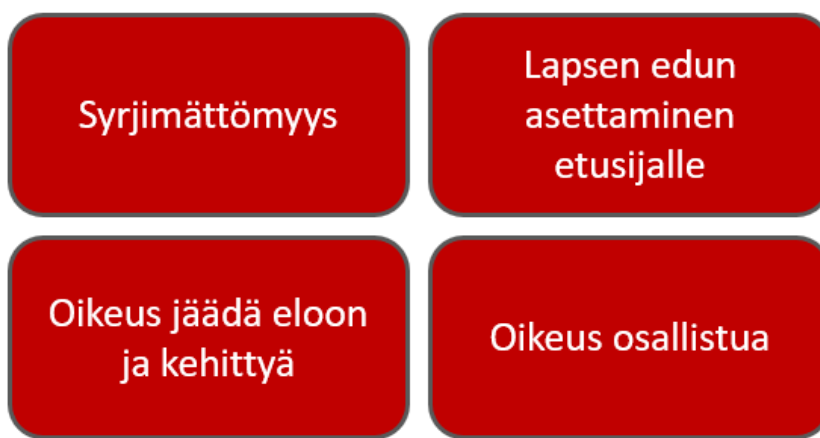 Syrjimättömyys
Lapsen edun
asettaminen
etusijalle
Oikeus jäädä eloon
ja kehittyä
Oikeus osallistua